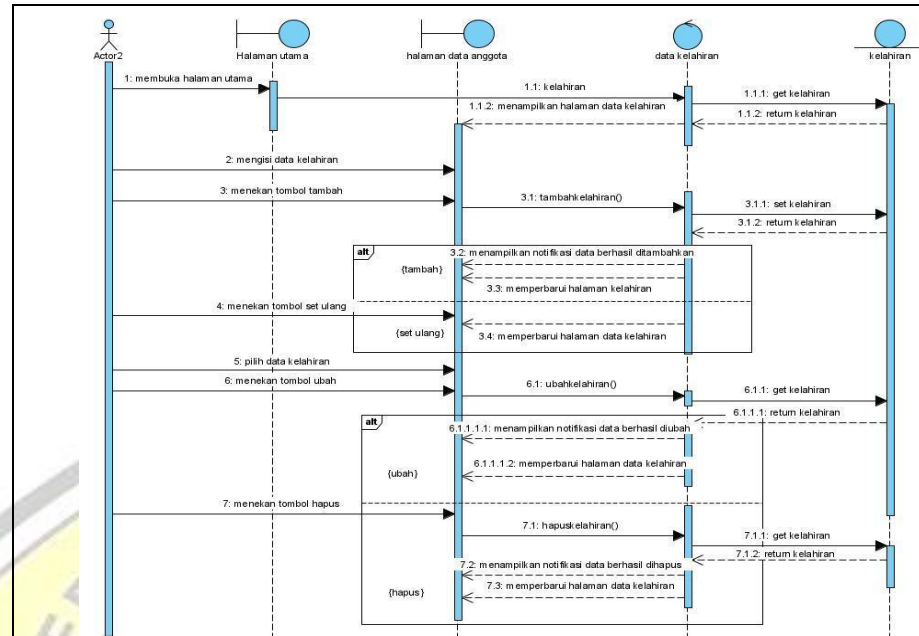 Actor2
Halaman utama
halaman data anggota
data kelahiran
kelahiran
1: membuka halaman utama
1.1: kelahiran
1.1.1: get kelahiran
1.1.2: menampilkan halaman data kelahiran
1.1.2: return kelahiran
2: mengisi data kelahiran
3: menekan tombol tambah
3.1: tambahkelahiran()
3.1.1: set kelahiran
3.1.2: return kelahiran
alt
3.2: menampilkan notifikasi data berhasil ditambahkan
{tambah}
3.3: memperbarui halaman kelahiran
4: menekan tombol set ulang
{set ulang}
3.4: memperbarui halaman data kelahiran
5: pilih data kelahiran
6: menekan tombol ubah
6.1: ubahkelahiran()
6.1.1: get kelahiran
6.1.1.1: return kelahiran
alt
6.1.1.1.1: menampilkan notifikasi data berhasil diubah
6.1.1.1.2: memperbarui halaman data kelahiran
{ubah}
7: menekan tombol hapus
7.1: hapuskelahiran()
7.1.1: get kelahiran
7.1.2: return kelahiran
7.2: menampilkan notifikasi data berhasil dihapus
7.3: memperbarui halaman data kelahiran
{hapus}